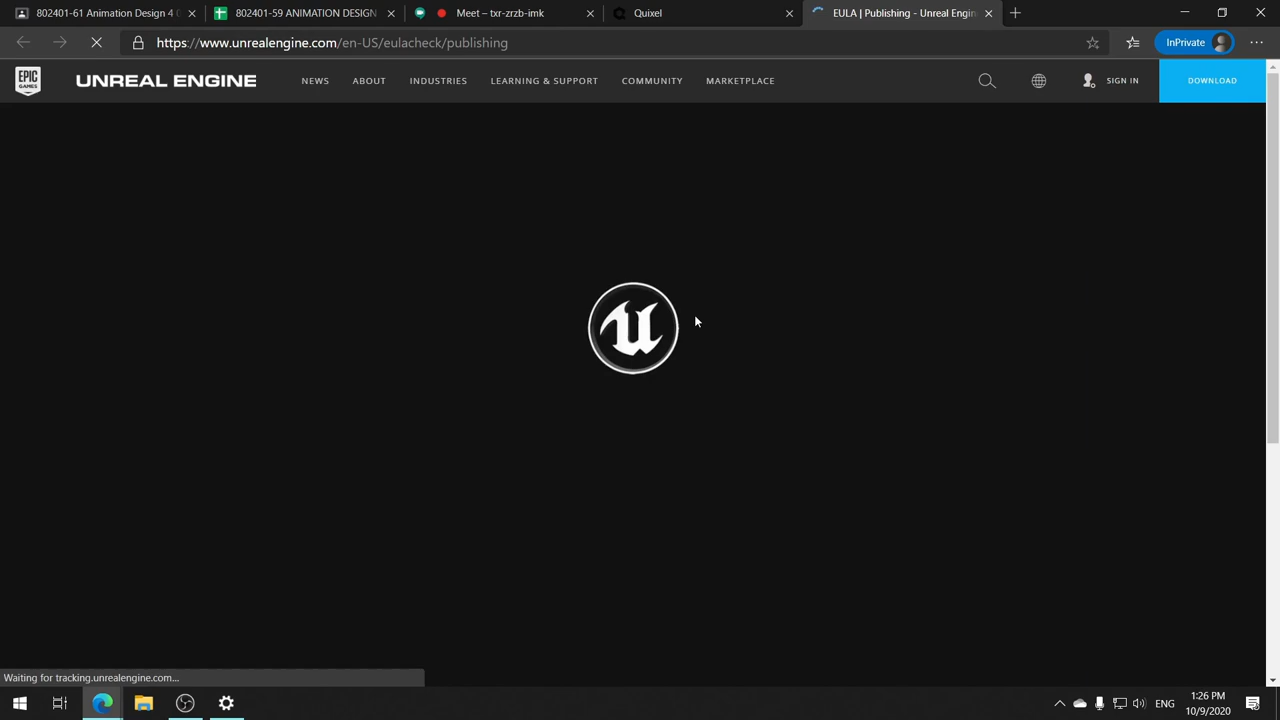 802401-61 Animation Design 4 (
802401-59 ANIMATION DESIGN
Meet – txr-zrzb-imk
Quixel
EULA | Publishing - Unreal Engin
https://www.unrealengine.com/en-US/eulacheck/publishing
InPrivate
EPIC
GAMES
UNREAL ENGINE
NEWS
ABOUT
INDUSTRIES
LEARNING & SUPPORT
COMMUNITY
MARKETPLACE
SIGN IN
DOWNLOAD
Waiting for tracking.unrealengine.com...
ENG
1:26 PM
10/9/2020